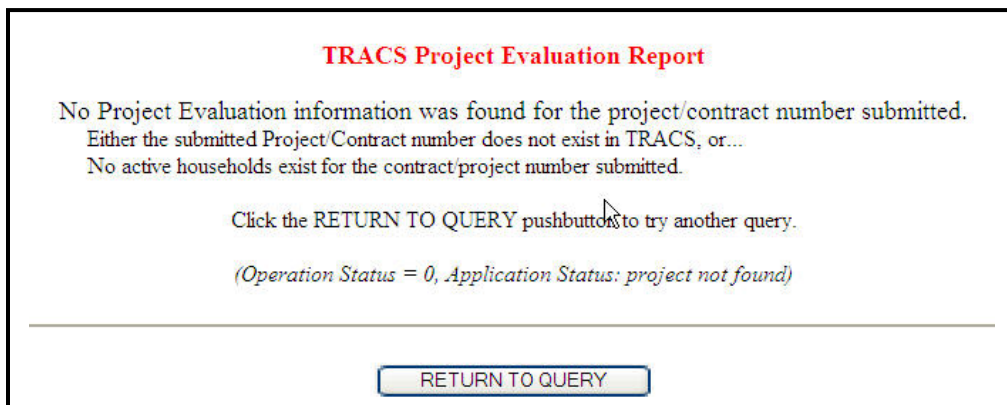 TRACS Project Evaluation Report
No Project Evaluation information was found for the project/contract number submitted.
Either the submitted Project/Contract number does not exist in TRACS, or...
No active households exist for the contract/project number submitted.
Click the RETURN TO QUERY pushbutton to try another query.
(Operation Status = 0, Application Status: project not found)
RETURN TO QUERY